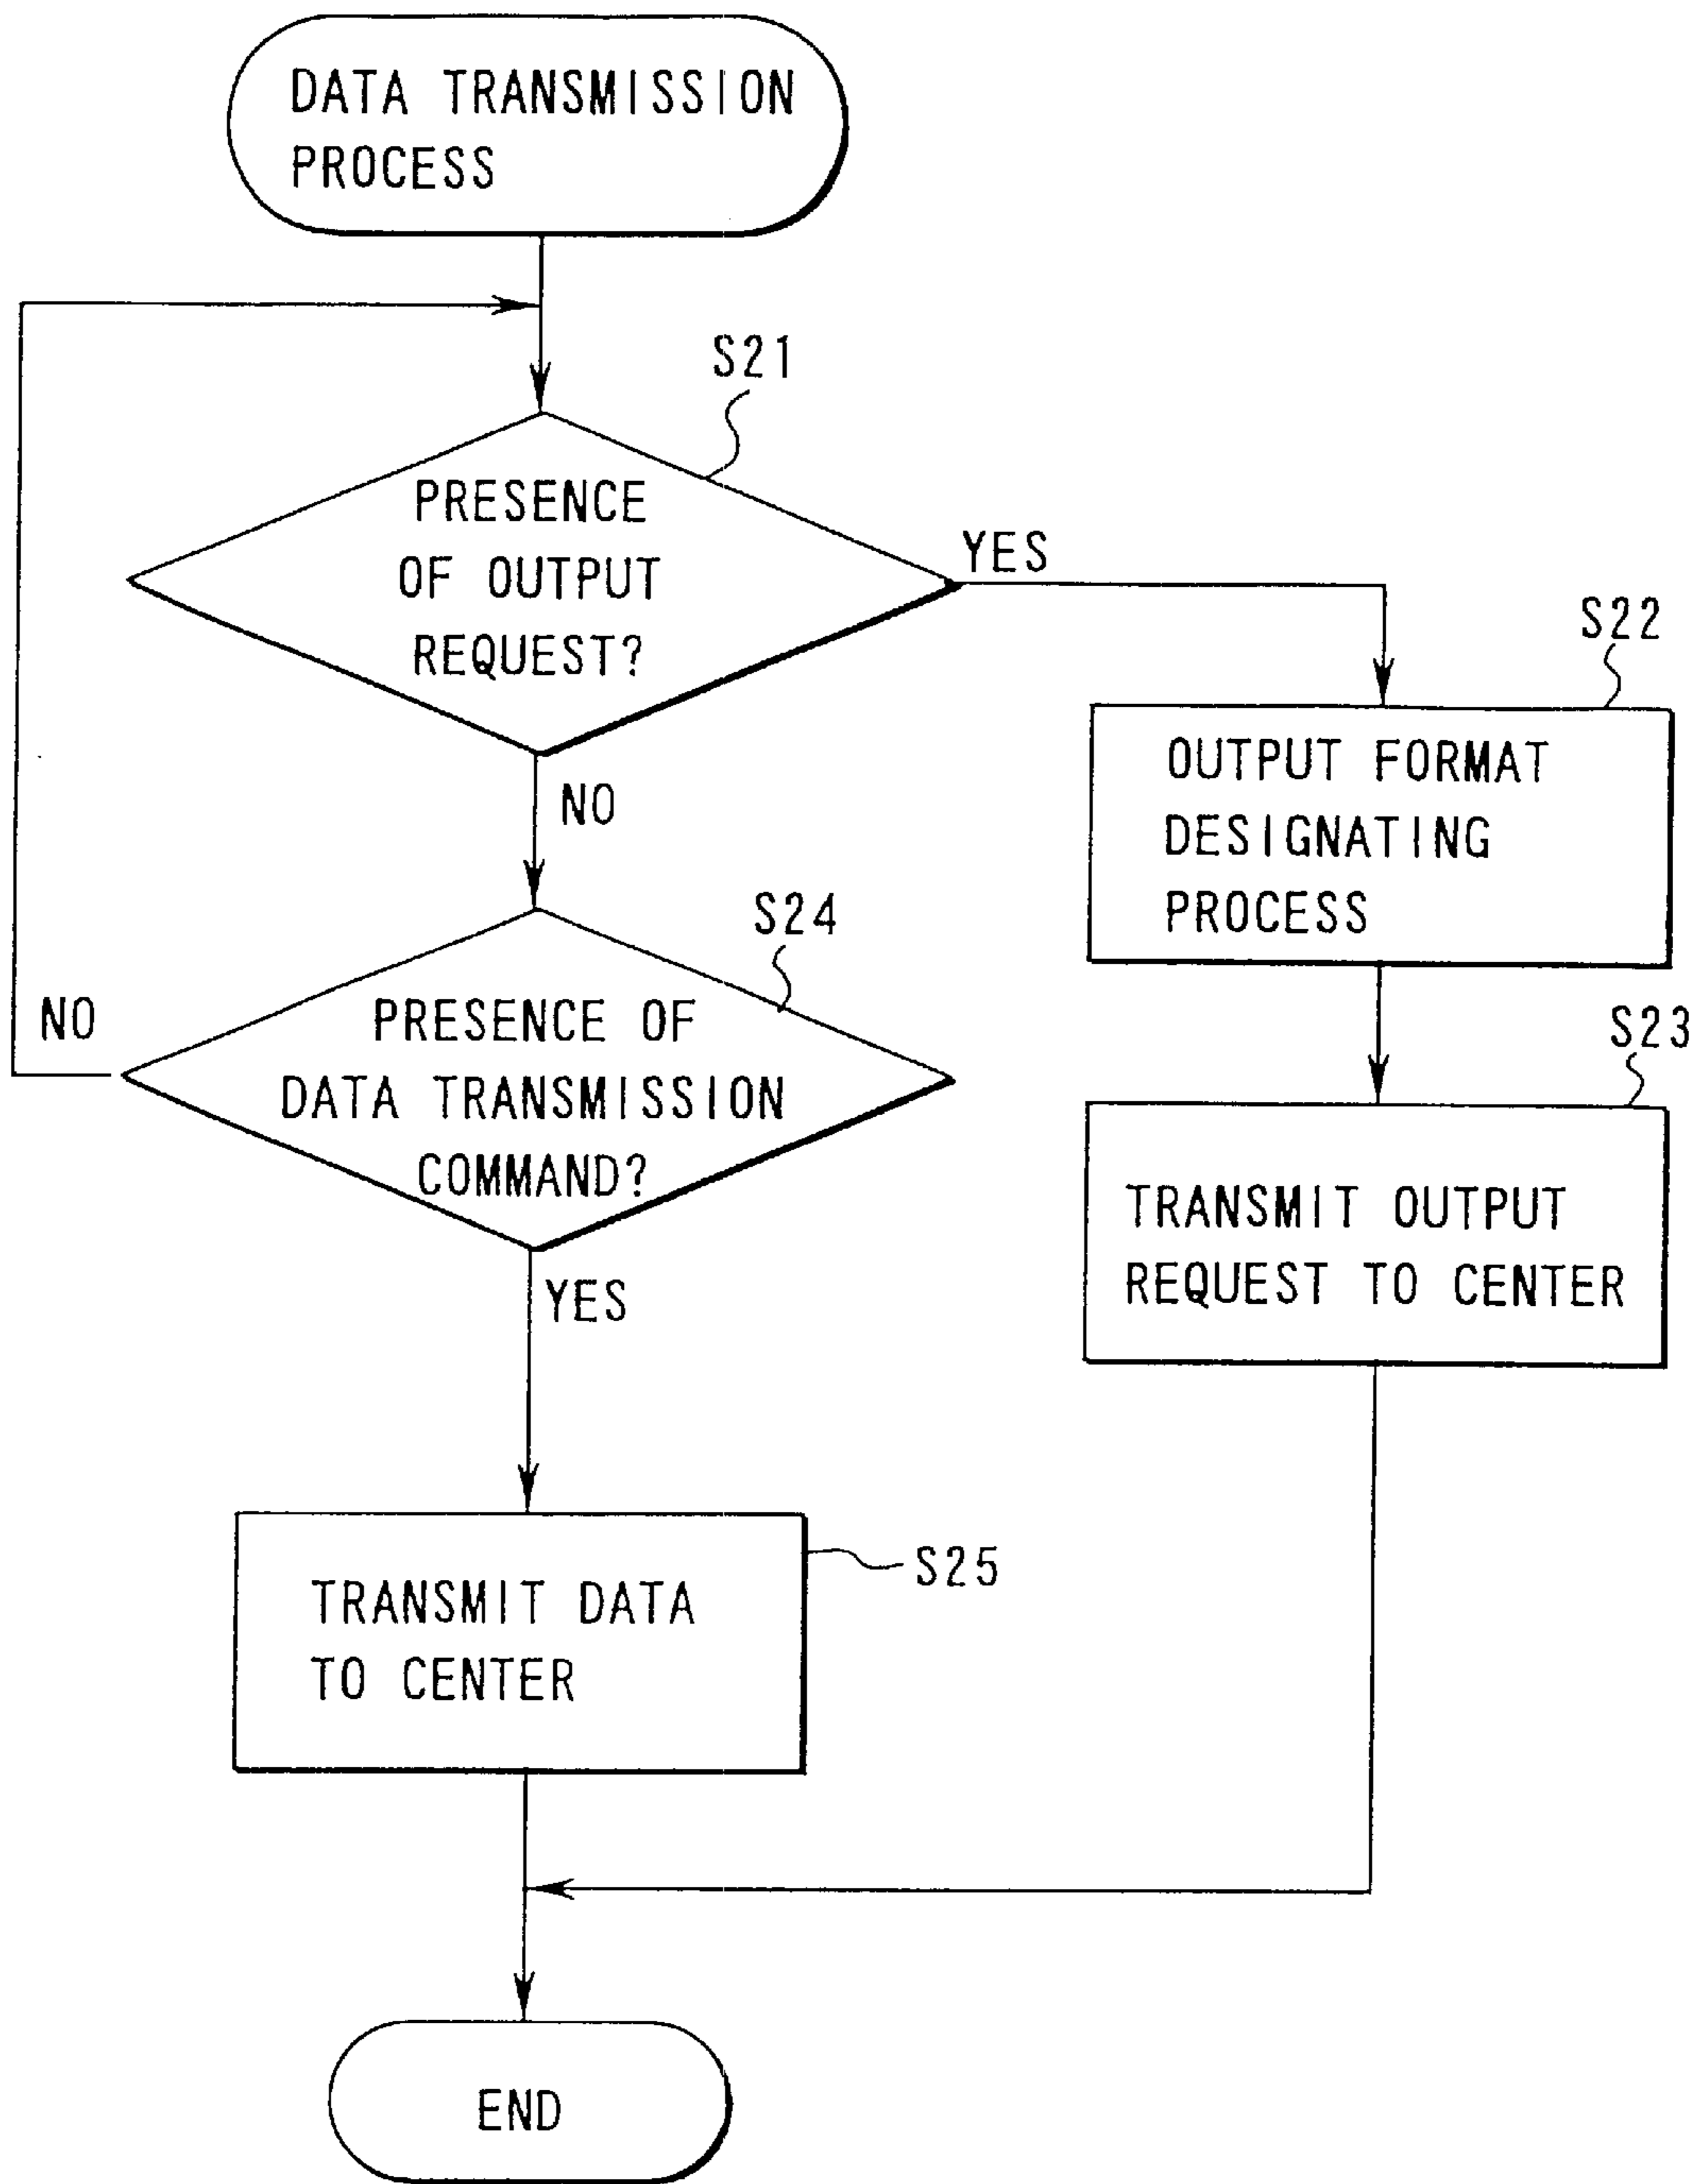 DATA TRANSMISSION
PROCESS
S21
PRESENCE
OF OUTPUT
REQUEST?
YES
S22
OUTPUT FORMAT
DESIGNATING
PROCESS
NO
S24
PRESENCE OF
DATA TRANSMISSION
COMMAND?
NO
S23
TRANSMIT OUTPUT
REQUEST TO CENTER
YES
S25
TRANSMIT DATA
TO CENTER
END